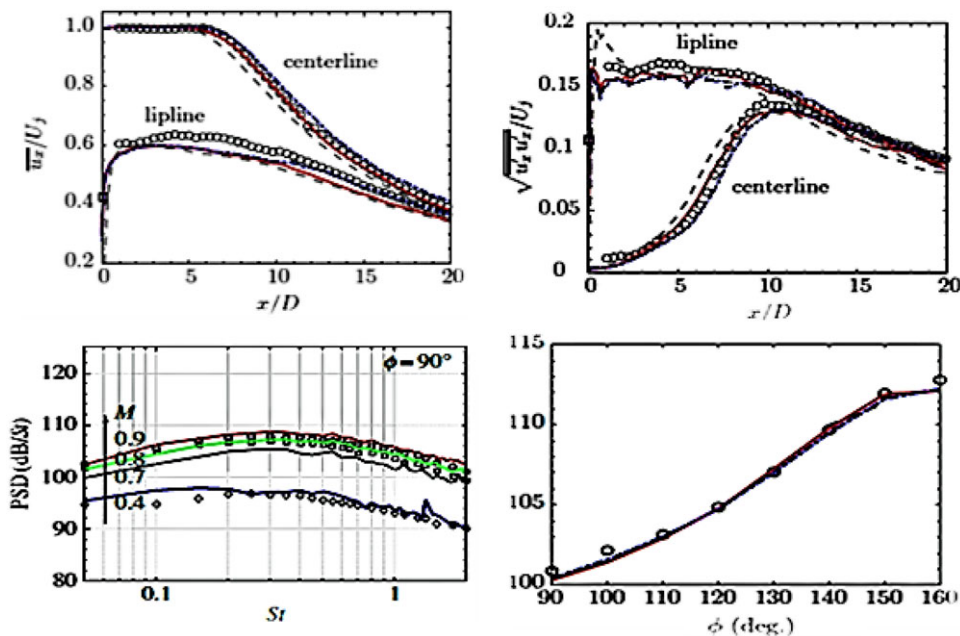 1.0
0.8
0.6
0.4
0.2
centerline
lipline
u̅x/Uj
0 5 10 15 20
x/D
0.2
0.15
0.1
0.05
0
lipline
centerline
√u′x u′x/Uj
0 5 10 15 20
x/D
120
110
100
90
80
PSD (dB/St)
ϕ = 90°
M
0.9
0.8
0.7
0.4
0.1 1
St
115
110
105
100
90 100 110 120 130 140 150 160
ϕ (deg.)